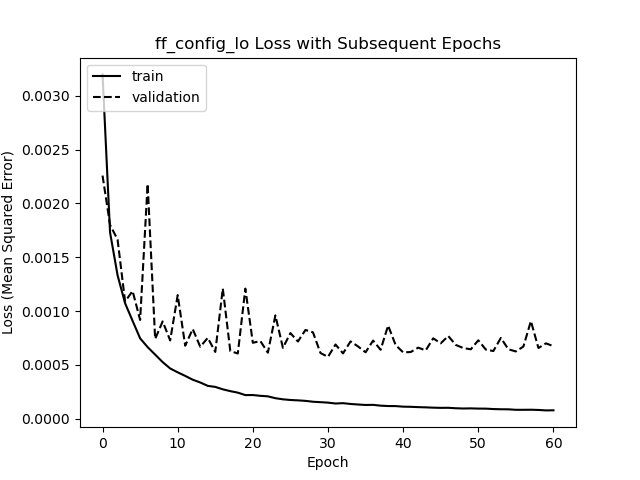 ff_config_lo Loss with Subsequent Epochs
train
validation
Loss (Mean Squared Error)
0.0030
0.0025
0.0020
0.0015
0.0010
0.0005
0.0000
0 10 20 30 40 50 60
Epoch